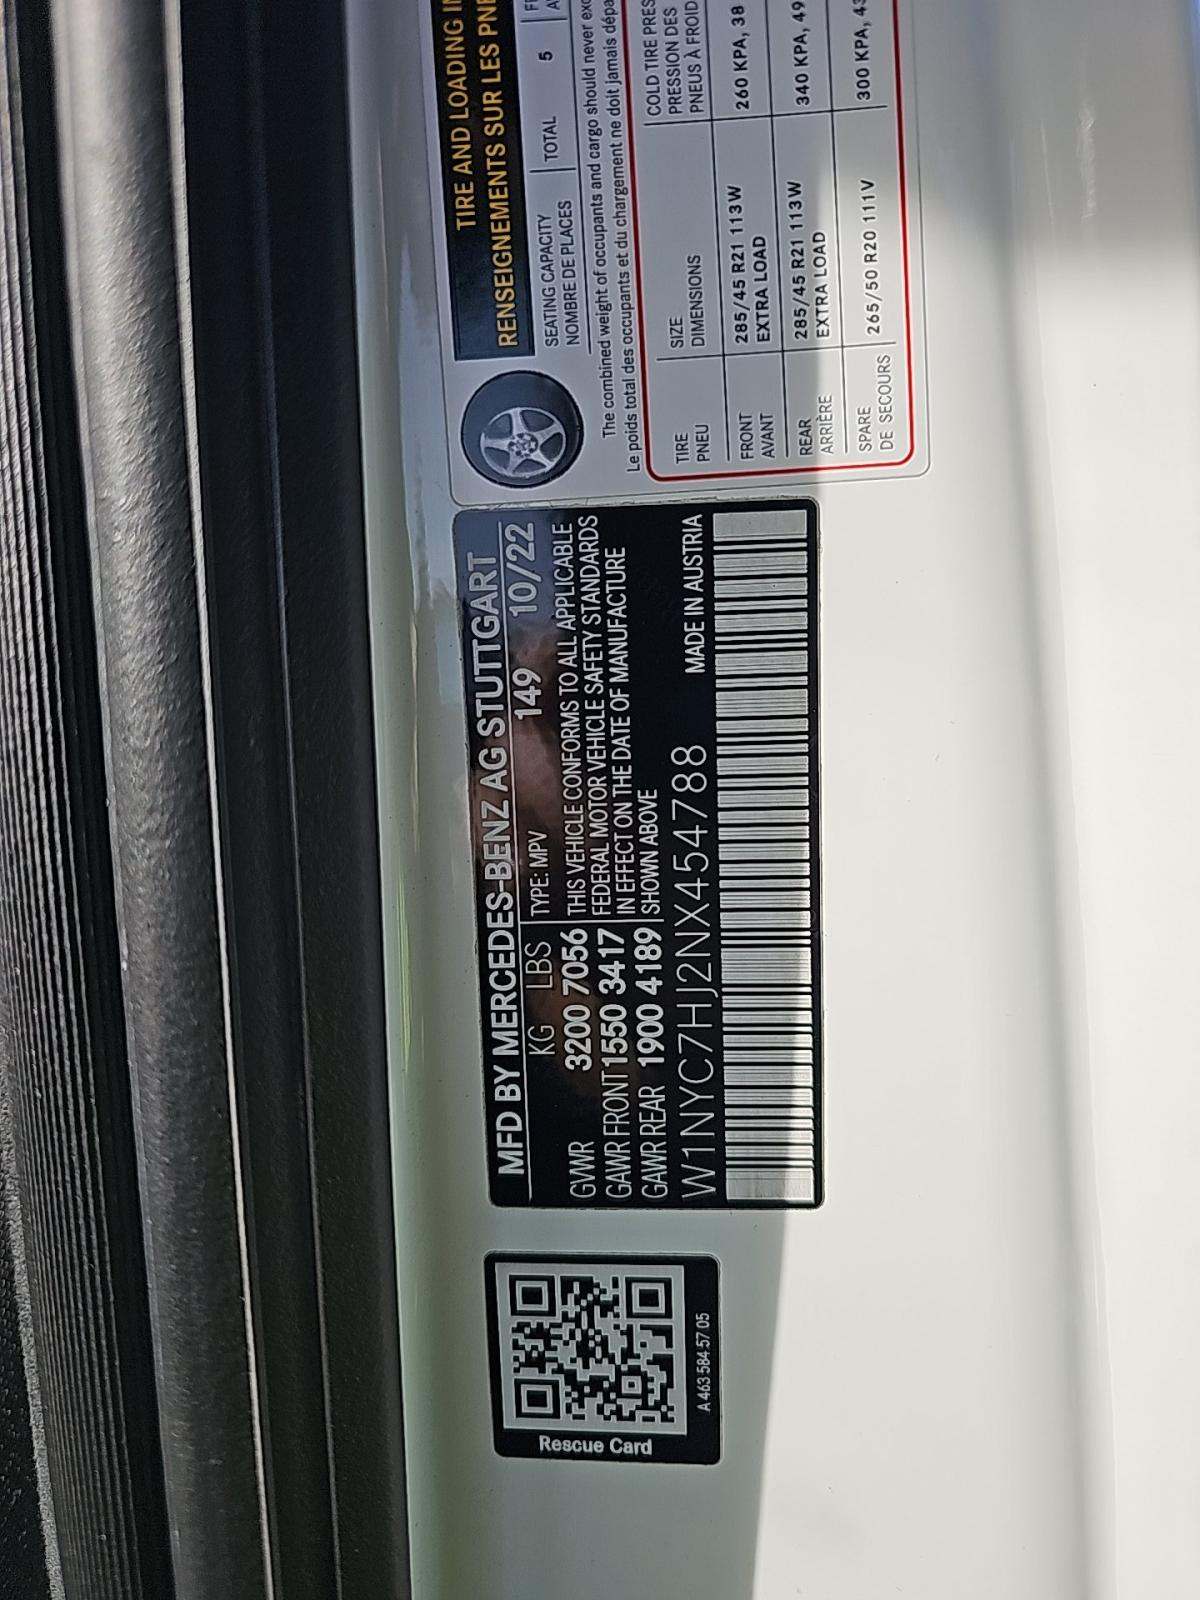 Rescue Card
A 463 584 57 05
MFD BY MERCEDES-BENZ AG STUTTGART
KG LBS TYPE: MPV 149 10/22
GVWR 3200 7056
GAWR FRONT 1550 3417
GAWR REAR 1900 4189
THIS VEHICLE CONFORMS TO ALL APPLICABLE
FEDERAL MOTOR VEHICLE SAFETY STANDARDS
IN EFFECT ON THE DATE OF MANUFACTURE
SHOWN ABOVE
W1NYC7HJ2NX454788 MADE IN AUSTRIA
TIRE AND LOADING
RENSEIGNEMENTS SUR LES
SEATING CAPACITY
NOMBRE DE PLACES
TOTAL 5
The combined weight of occupants and cargo should never
Le poids total des occupants et du chargement ne doit jamais
TIRE
PNEU
SIZE
DIMENSIONS
COLD TIRE
PRESSION DES
PNEUS À FROID
FRONT
AVANT
285/45 R21 113W
EXTRA LOAD
260 KPA, 38
REAR
ARRIÈRE
285/45 R21 113W
EXTRA LOAD
340 KPA, 49
SPARE
DE SECOURS
265/50 R20 111V
300 KPA,